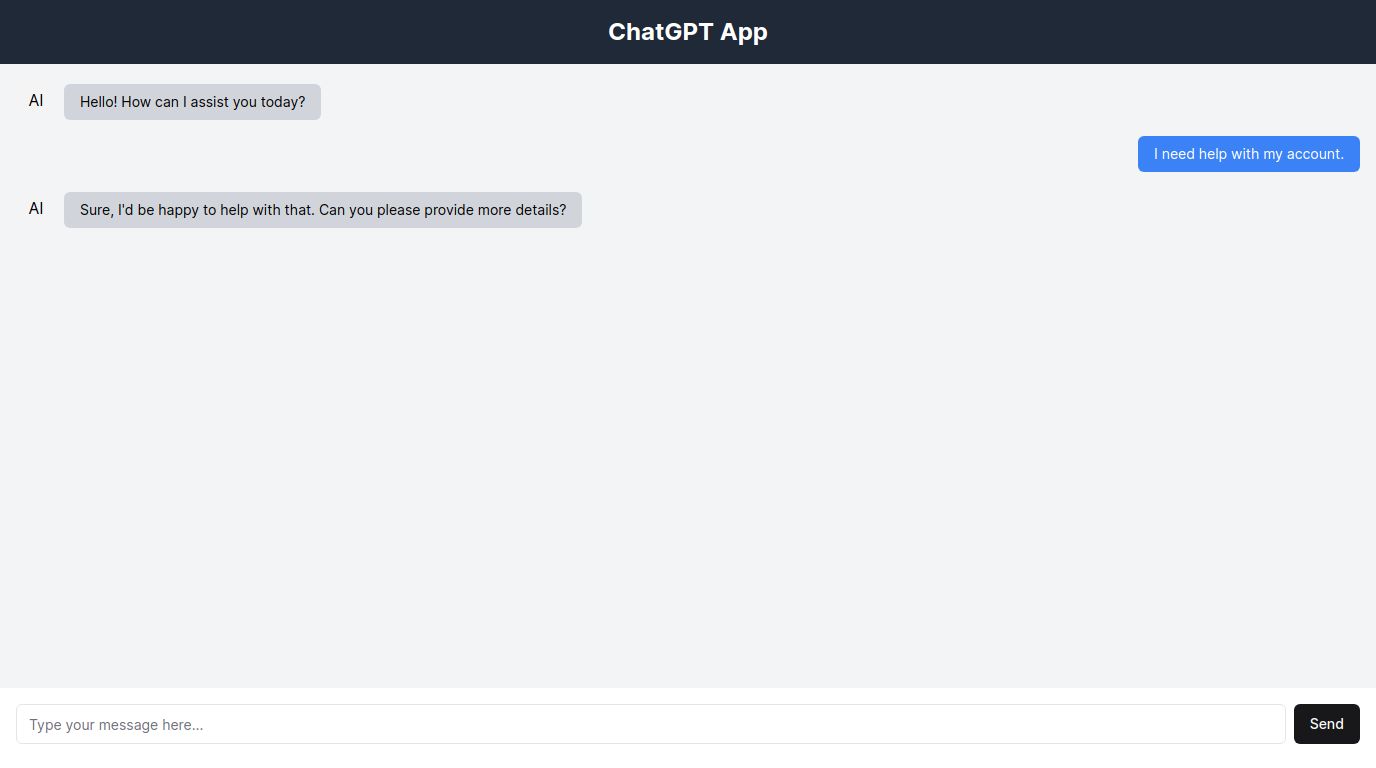 ChatGPT App
AI
Hello! How can I assist you today?
I need help with my account.
AI
Sure, I'd be happy to help with that. Can you please provide more details?
Type your message here...
Send